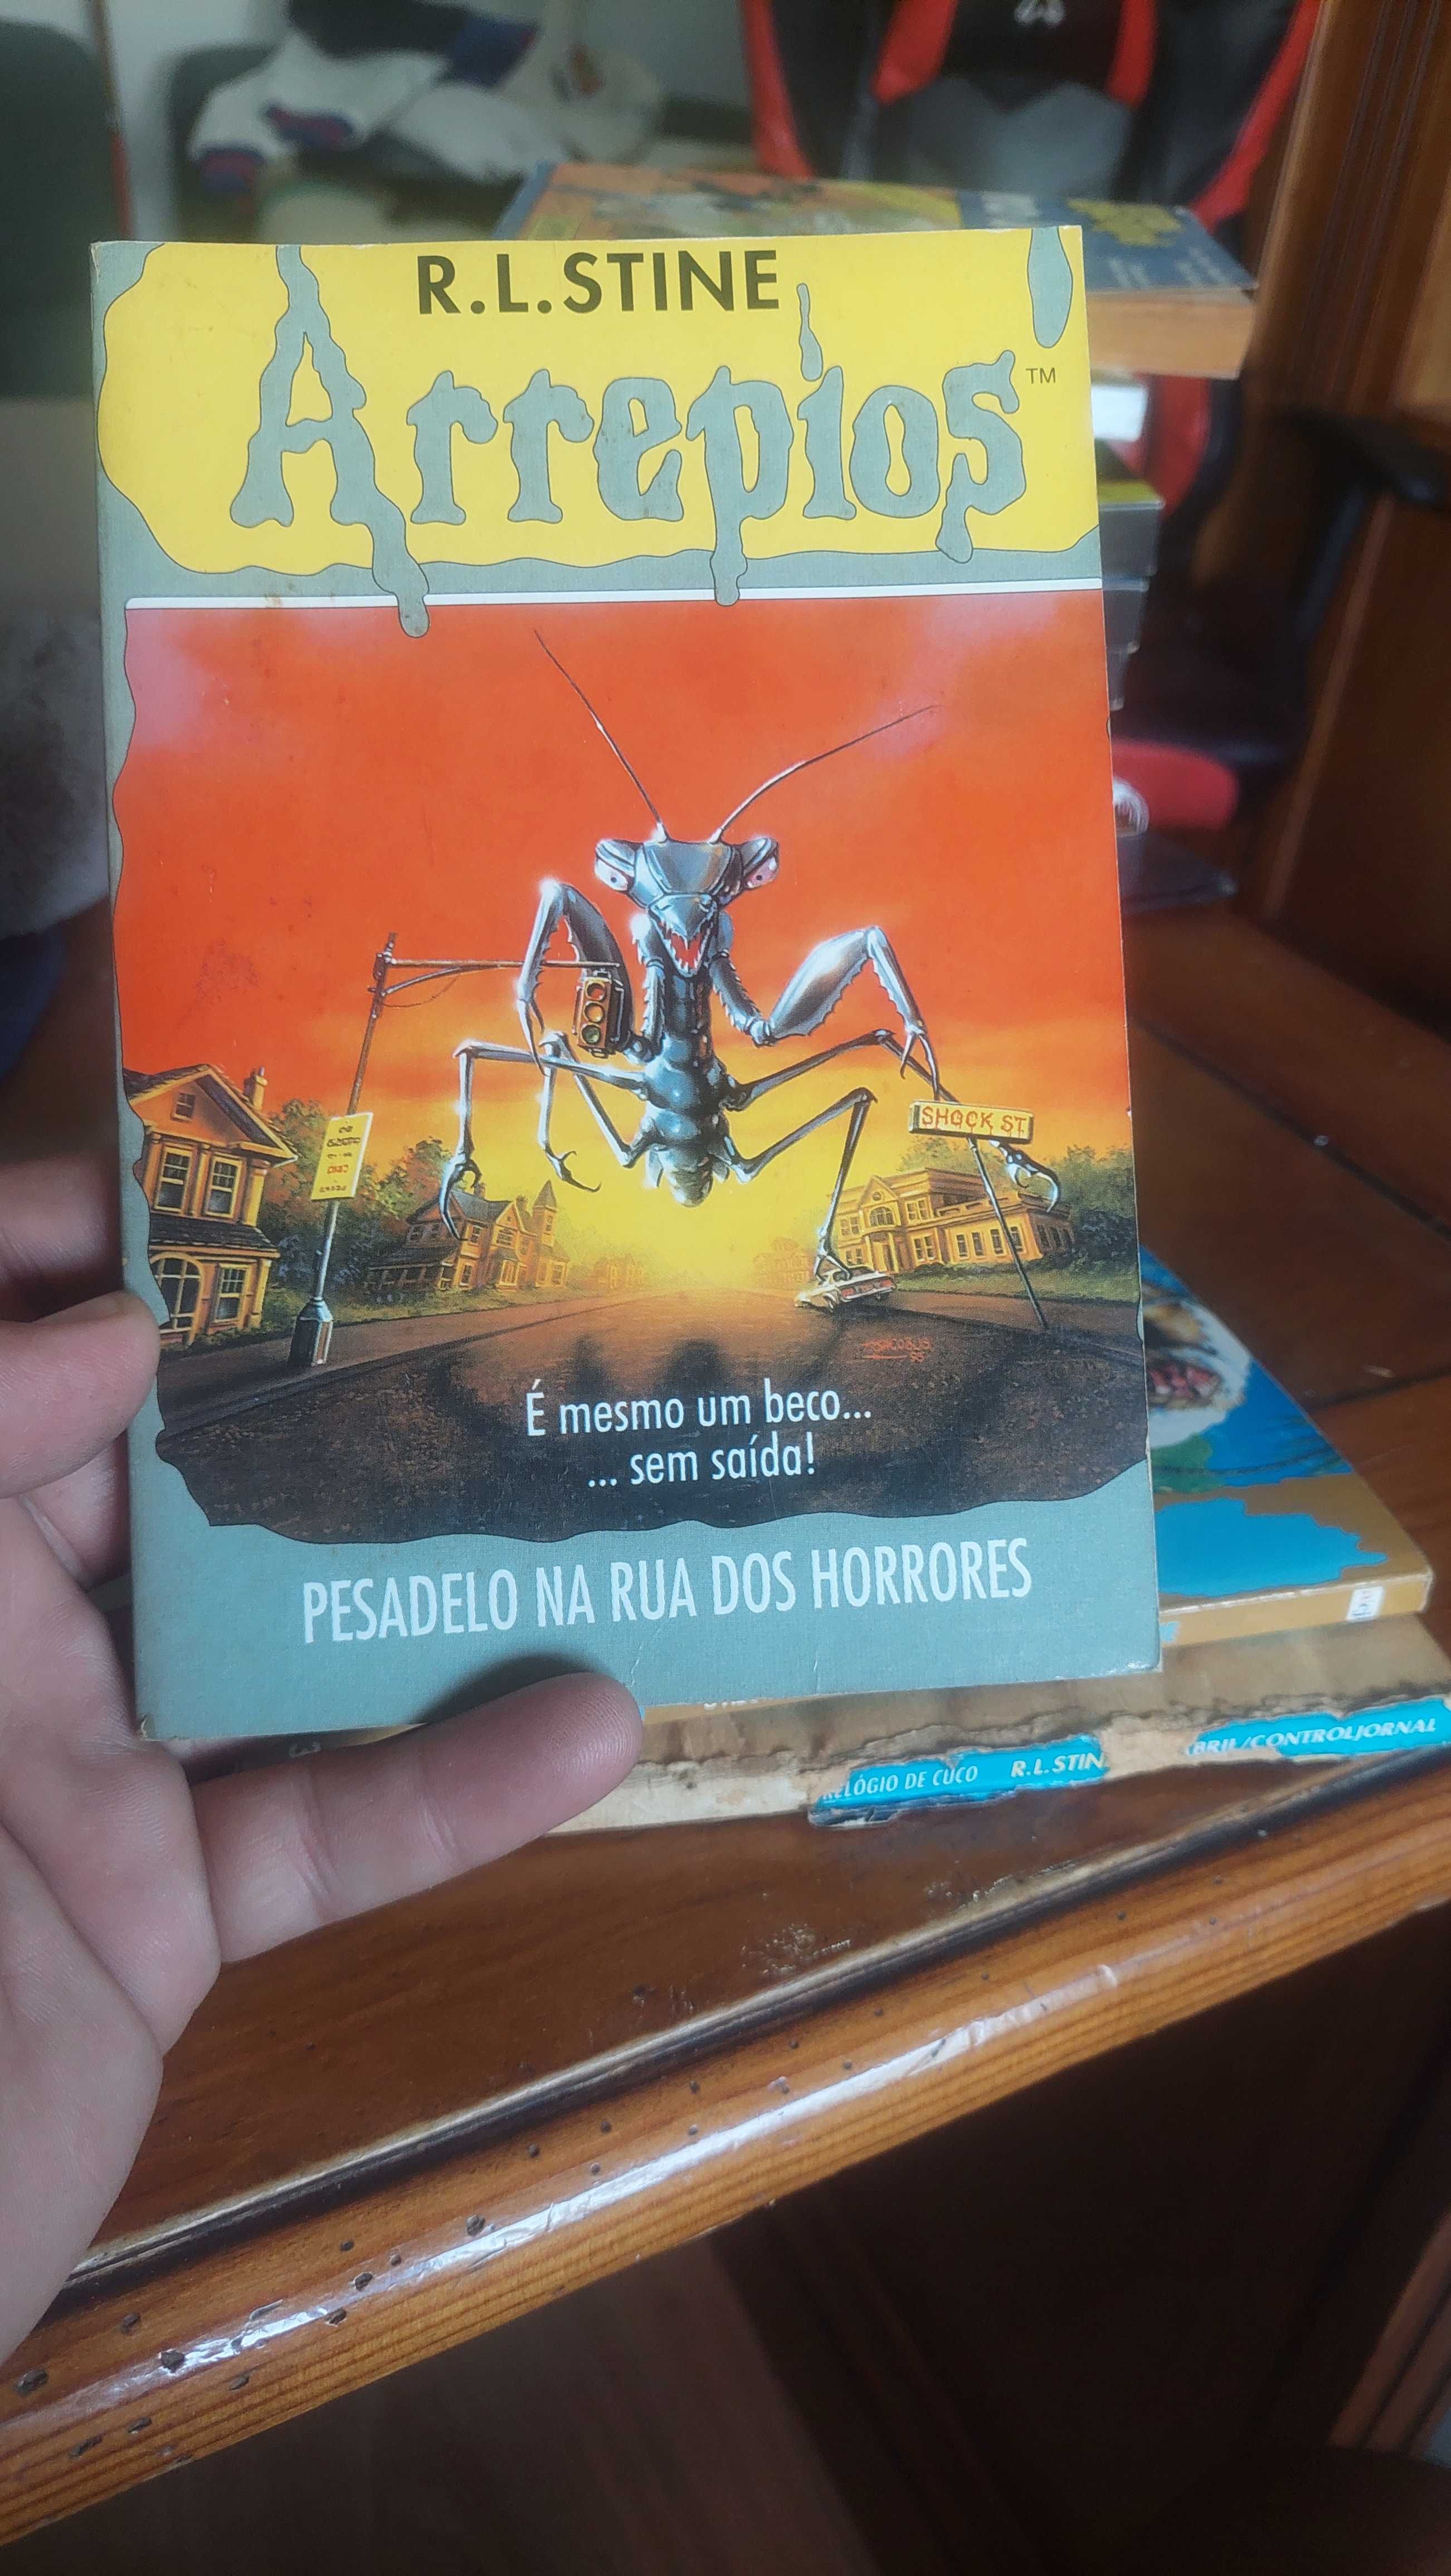 R.L.STINE
Arrepios
TM
SHOCK ST.
É mesmo um beco...
... sem saída!
PESADELO NA RUA DOS HORRORES
RELÓGIO DE CUCO R.L.STIN BRIL/CONTROLJORNAL